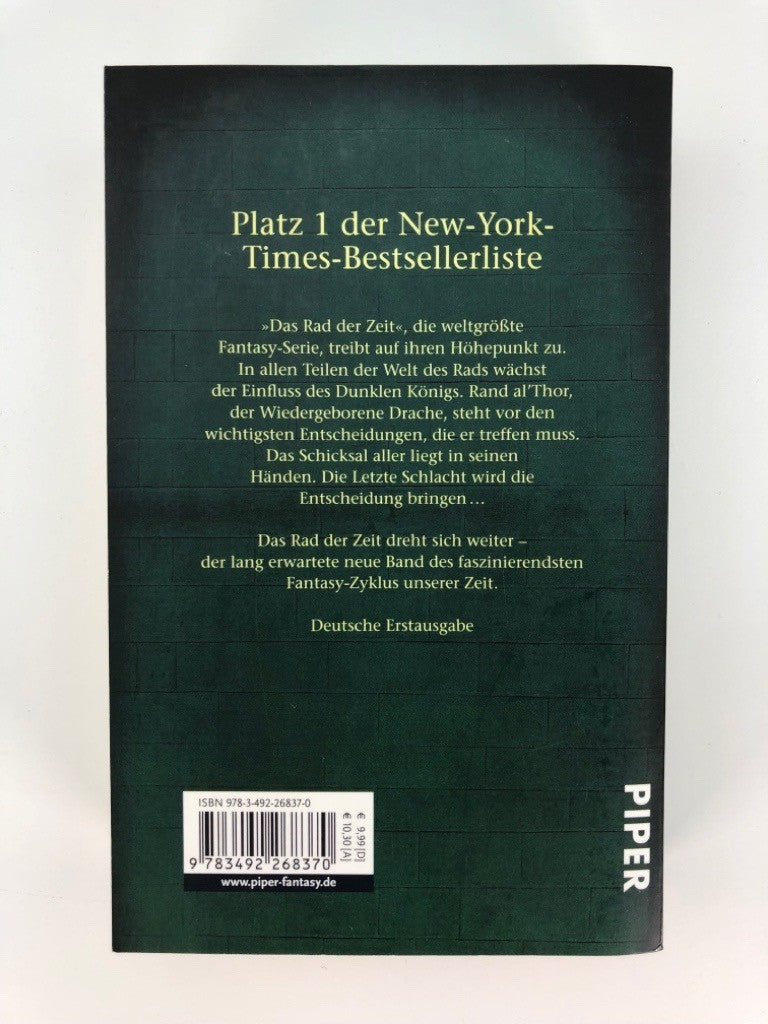 Platz 1 der New-York-
Times-Bestsellerliste
»Das Rad der Zeit«, die weltgrößte
Fantasy-Serie, treibt auf ihren Höhepunkt zu.
In allen Teilen der Welt des Rads wächst
der Einfluss des Dunklen Königs. Rand al’Thor,
der Wiedergeborene Drache, steht vor den
wichtigsten Entscheidungen, die er treffen muss.
Das Schicksal aller liegt in seinen
Händen. Die Letzte Schlacht wird die
Entscheidung bringen …
Das Rad der Zeit dreht sich weiter –
der lang erwartete neue Band des faszinierendsten
Fantasy-Zyklus unserer Zeit.
Deutsche Erstausgabe
ISBN 978-3-492-26837-0
€ 9,99 [D]
€ 10,30 [A]
9 783492 268370
www.piper-fantasy.de
PIPER